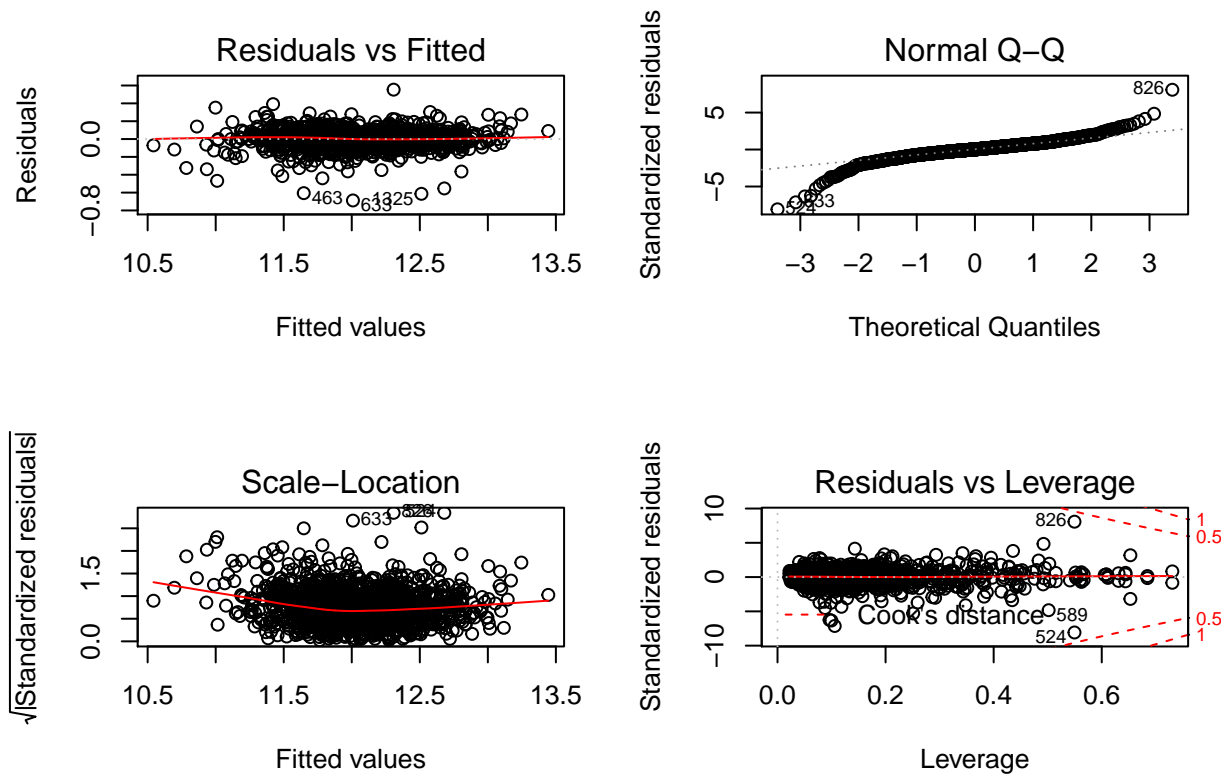 Residuals vs Fitted
Residuals
0.0
−0.8
463
633
1325
10.5 11.5 12.5 13.5
Fitted values
Normal Q−Q
Standardized residuals
5
−5
826
633
524
−3 −2 −1 0 1 2 3
Theoretical Quantiles
Scale−Location
√|Standardized residuals|
1.5
0.0
633
10.5 11.5 12.5 13.5
Fitted values
Residuals vs Leverage
Standardized residuals
10
0
−10
826
589
524
Cook's distance
1
0.5
0.5
1
0.0 0.2 0.4 0.6
Leverage